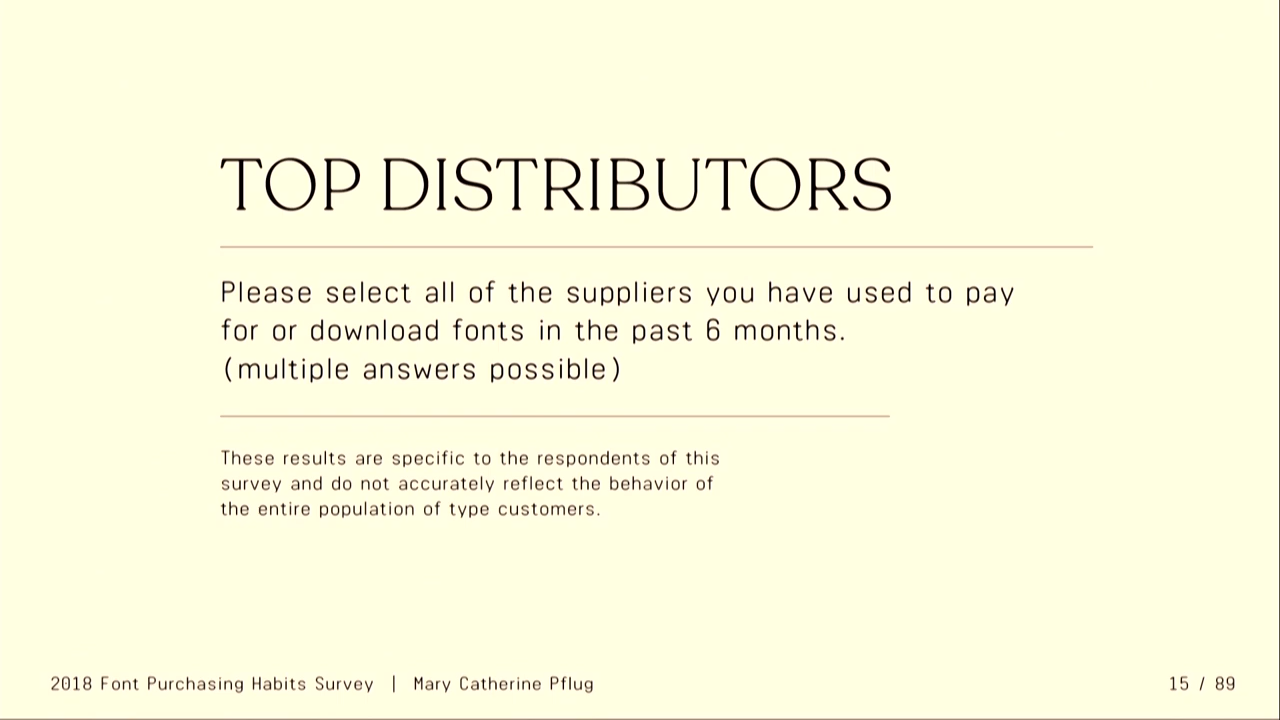 TOP DISTRIBUTORS
Please select all of the suppliers you have used to pay
for or download fonts in the past 6 months.
(multiple answers possible)
These results are specific to the respondents of this
survey and do not accurately reflect the behavior of
the entire population of type customers.
2018 Font Purchasing Habits Survey | Mary Catherine Pflug
15 / 89